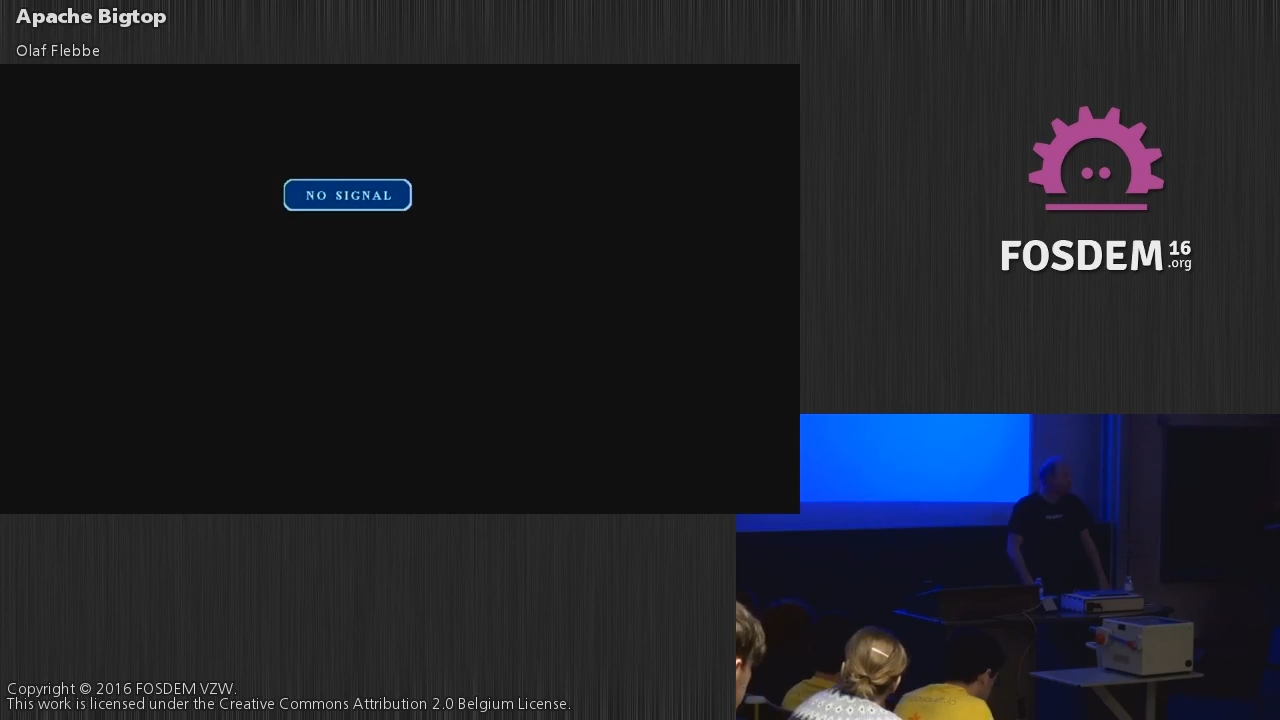 Apache Bigtop
Olaf Flebbe
NO SIGNAL
FOSDEM 16
.org
Copyright © 2016 FOSDEM VZW.
This work is licensed under the Creative Commons Attribution 2.0 Belgium License.